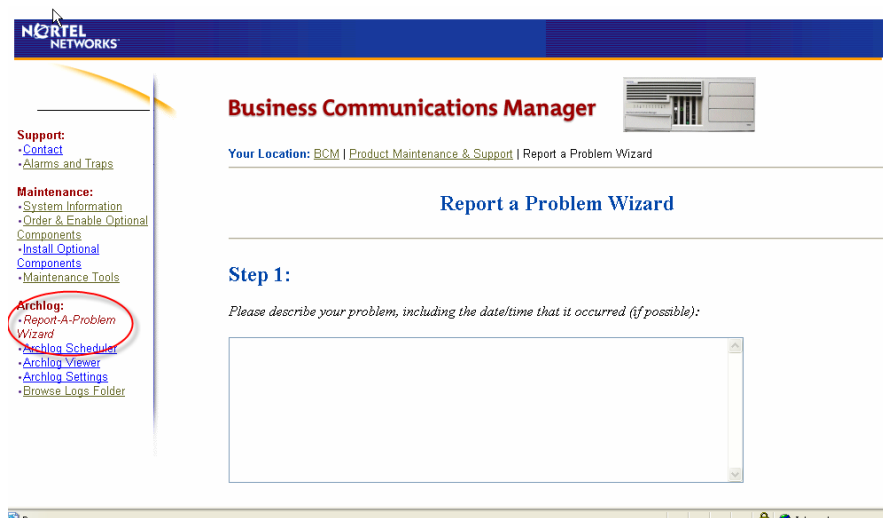 NORTEL
NETWORKS
Business Communications Manager
Your Location: BCM | Product Maintenance & Support | Report a Problem Wizard
Support:
•Contact
•Alarms and Traps
Maintenance:
•System Information
•Order & Enable Optional
Components
•Install Optional
Components
•Maintenance Tools
Archlog:
•Report-A-Problem
Wizard
•Archlog Scheduler
•Archlog Viewer
•Archlog Settings
•Browse Logs Folder
Report a Problem Wizard
Step 1:
Please describe your problem, including the date/time that it occurred (if possible):